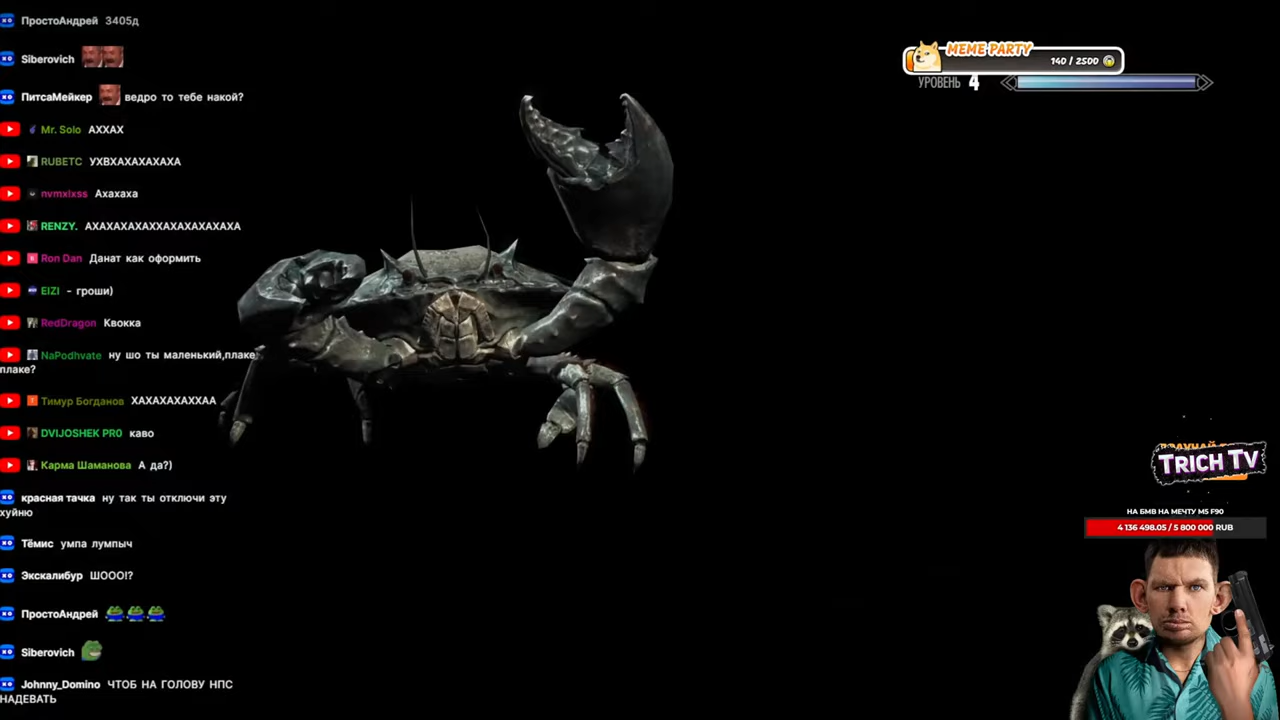 ПростоАндрей 3405д
Siberovich
ПитсаМейкер ведро то тебе накой?
Mr. Solo АХХАХ
RUBETC УХВХАХАХАХАХА
nvmxlxss Ахахаха
RENZY. АХАХАХАХАХХАХАХАХАХАХА
Ron Dan Данат как оформить
EIZI - гроши)
RedDragon Квокка
NaPodhvate ну шо ты маленький,плаке
плаке?
Тимур Богданов ХАХАХАХАХХАА
DVIJOSHEK PR0 каво
Карма Шаманова А да?)
красная тачка ну так ты отключи эту
хуйню
Тёмис умпа лумпыч
Экскалибур ШООО!?
ПростоАндрей
Siberovich
Johnny_Domino ЧТОБ НА ГОЛОВУ НПС
НАДЕВАТЬ
MEME PARTY
140 / 2500
УРОВЕНЬ 4
TRICH TV
НА БМВ НА МЕЧТУ M5 F90
4 136 498.05 / 5 800 000 RUB